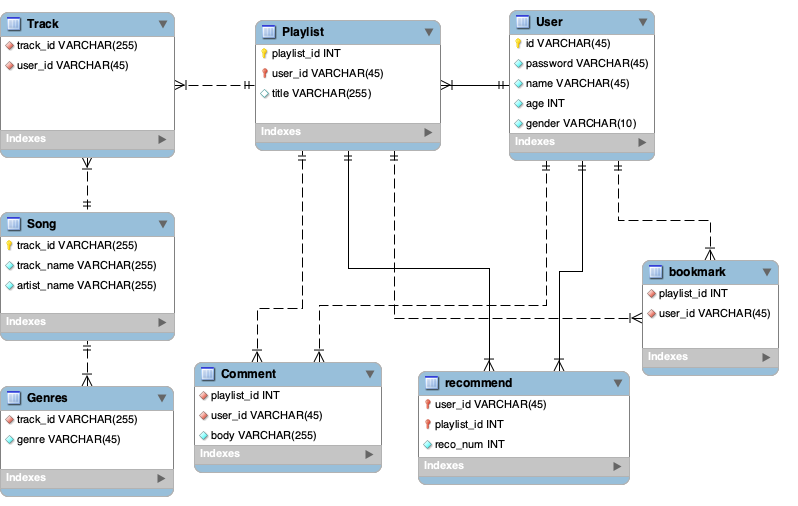 Track
track_id VARCHAR(255)
user_id VARCHAR(45)
Indexes
Playlist
playlist_id INT
user_id VARCHAR(45)
title VARCHAR(255)
Indexes
User
id VARCHAR(45)
password VARCHAR(45)
name VARCHAR(45)
age INT
gender VARCHAR(10)
Indexes
Song
track_id VARCHAR(255)
track_name VARCHAR(255)
artist_name VARCHAR(255)
Indexes
bookmark
playlist_id INT
user_id VARCHAR(45)
Indexes
Genres
track_id VARCHAR(255)
genre VARCHAR(45)
Indexes
Comment
playlist_id INT
user_id VARCHAR(45)
body VARCHAR(255)
Indexes
recommend
user_id VARCHAR(45)
playlist_id INT
reco_num INT
Indexes